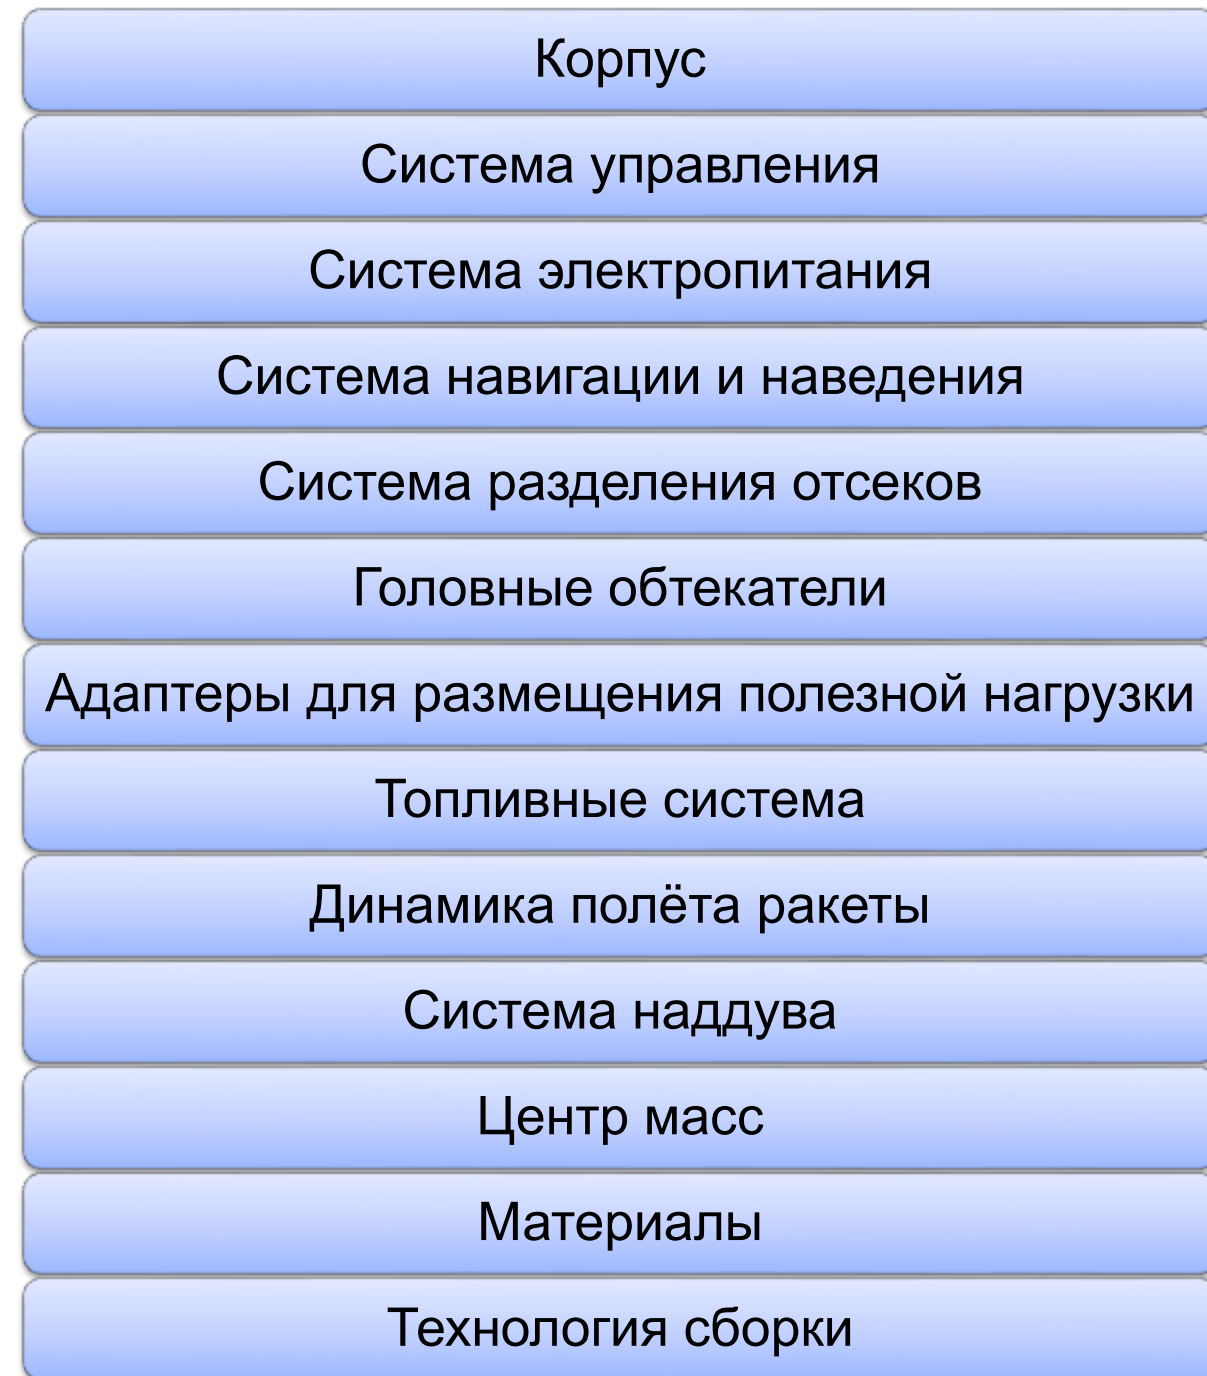 Корпус
Система управления
Система электропитания
Система навигации и наведения
Система разделения отсеков
Головные обтекатели
Адаптеры для размещения полезной нагрузки
Топливные система
Динамика полёта ракеты
Система наддува
Центр масс
Материалы
Технология сборки